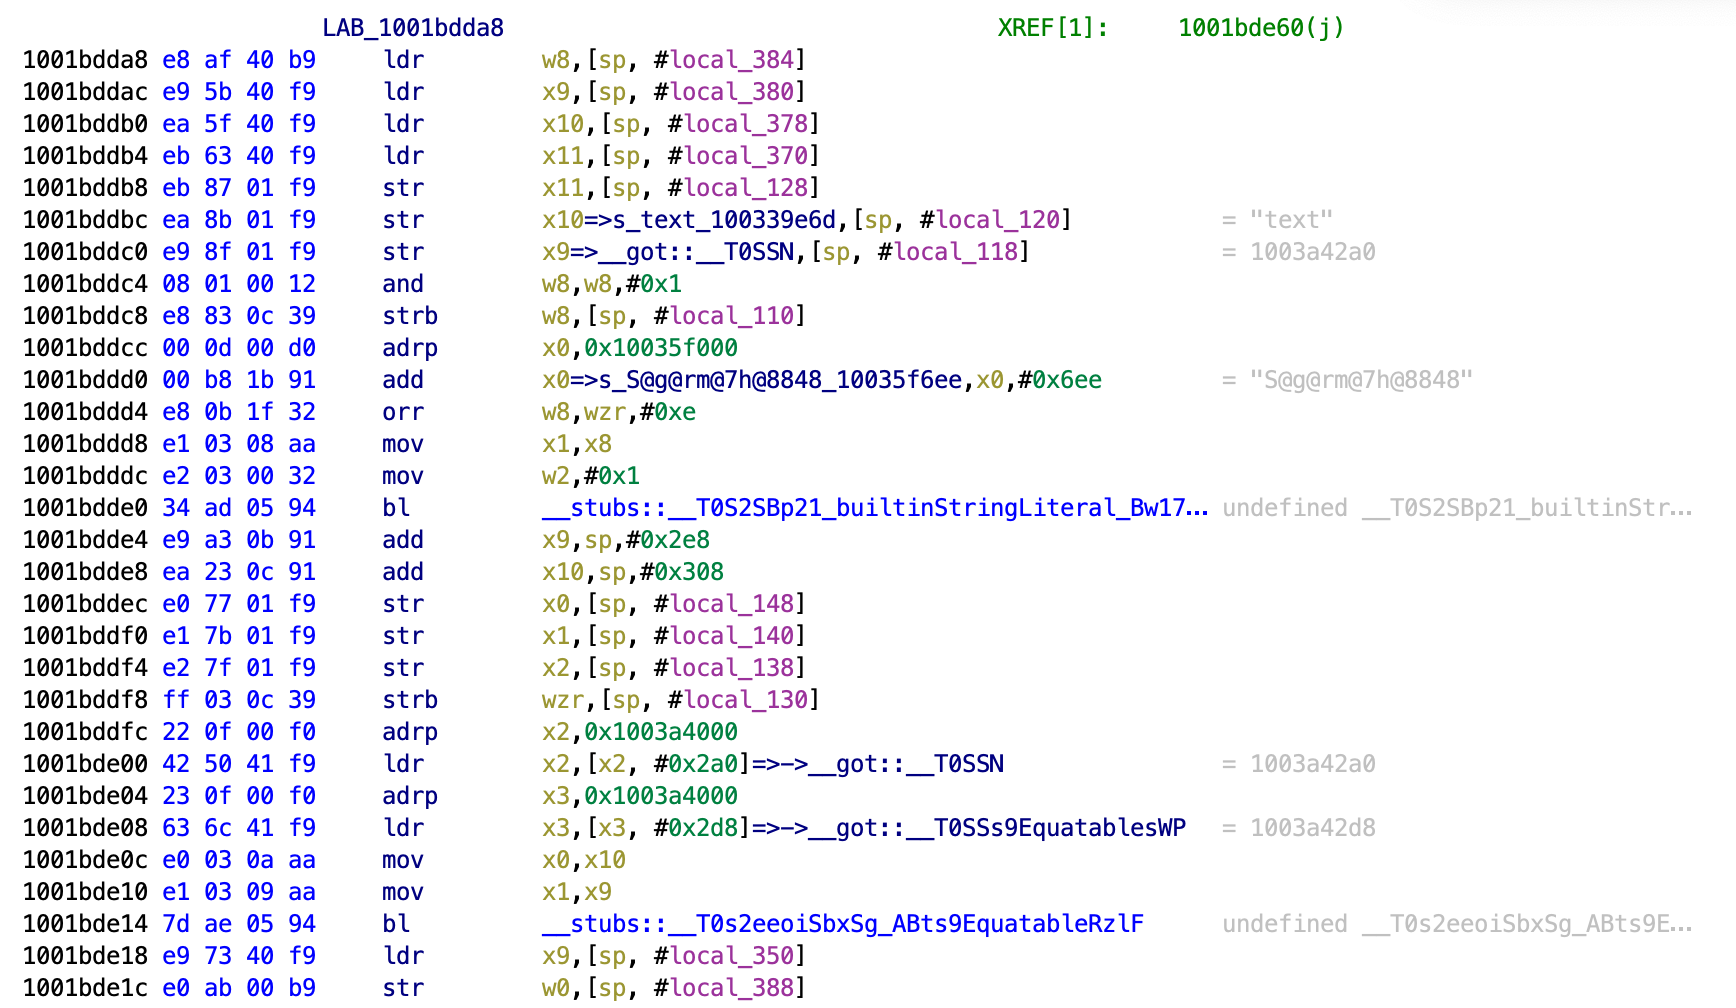 LAB_1001bdda8 XREF[1]: 1001bde60(j)
1001bdda8 e8 af 40 b9 ldr w8,[sp, #local_384]
1001bddac e9 5b 40 f9 ldr x9,[sp, #local_380]
1001bddb0 ea 5f 40 f9 ldr x10,[sp, #local_378]
1001bddb4 eb 63 40 f9 ldr x11,[sp, #local_370]
1001bddb8 eb 87 01 f9 str x11,[sp, #local_128]
1001bddbc ea 8b 01 f9 str x10=>s_text_100339e6d,[sp, #local_120] = "text"
1001bddc0 e9 8f 01 f9 str x9=>__got::__T0SSN,[sp, #local_118] = 1003a42a0
1001bddc4 08 01 00 12 and w8,w8,#0x1
1001bddc8 e8 83 0c 39 strb w8,[sp, #local_110]
1001bddcc 00 0d 00 d0 adrp x0,0x10035f000
1001bddd0 00 b8 1b 91 add x0=>s_S@g@rm@7h@8848_10035f6ee,x0,#0x6ee = "S@g@rm@7h@8848"
1001bddd4 e8 0b 1f 32 orr w8,wzr,#0xe
1001bddd8 e1 03 08 aa mov x1,x8
1001bdddc e2 03 00 32 mov w2,#0x1
1001bdde0 34 ad 05 94 bl __stubs::__T0S2SBp21_builtinStringLiteral_Bw17... undefined __T0S2SBp21_builtinStr...
1001bdde4 e9 a3 0b 91 add x9,sp,#0x2e8
1001bdde8 ea 23 0c 91 add x10,sp,#0x308
1001bddec e0 77 01 f9 str x0,[sp, #local_148]
1001bddf0 e1 7b 01 f9 str x1,[sp, #local_140]
1001bddf4 e2 7f 01 f9 str x2,[sp, #local_138]
1001bddf8 ff 03 0c 39 strb wzr,[sp, #local_130]
1001bddfc 22 0f 00 f0 adrp x2,0x1003a4000
1001bde00 42 50 41 f9 ldr x2,[x2, #0x2a0]=>->__got::__T0SSN = 1003a42a0
1001bde04 23 0f 00 f0 adrp x3,0x1003a4000
1001bde08 63 6c 41 f9 ldr x3,[x3, #0x2d8]=>->__got::__T0SSs9EquatablesWP = 1003a42d8
1001bde0c e0 03 0a aa mov x0,x10
1001bde10 e1 03 09 aa mov x1,x9
1001bde14 7d ae 05 94 bl __stubs::__T0s2eeoiSbxSg_ABts9EquatableRzlF undefined __T0s2eeoiSbxSg_ABts9E...
1001bde18 e9 73 40 f9 ldr x9,[sp, #local_350]
1001bde1c e0 ab 00 b9 str w0,[sp, #local_388]